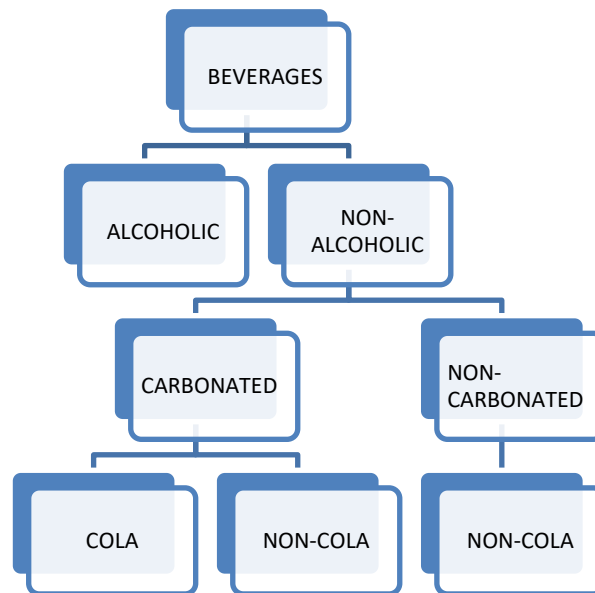 BEVERAGES
ALCOHOLIC
NON-
ALCOHOLIC
CARBONATED
NON-
CARBONATED
COLA
NON-COLA
NON-COLA